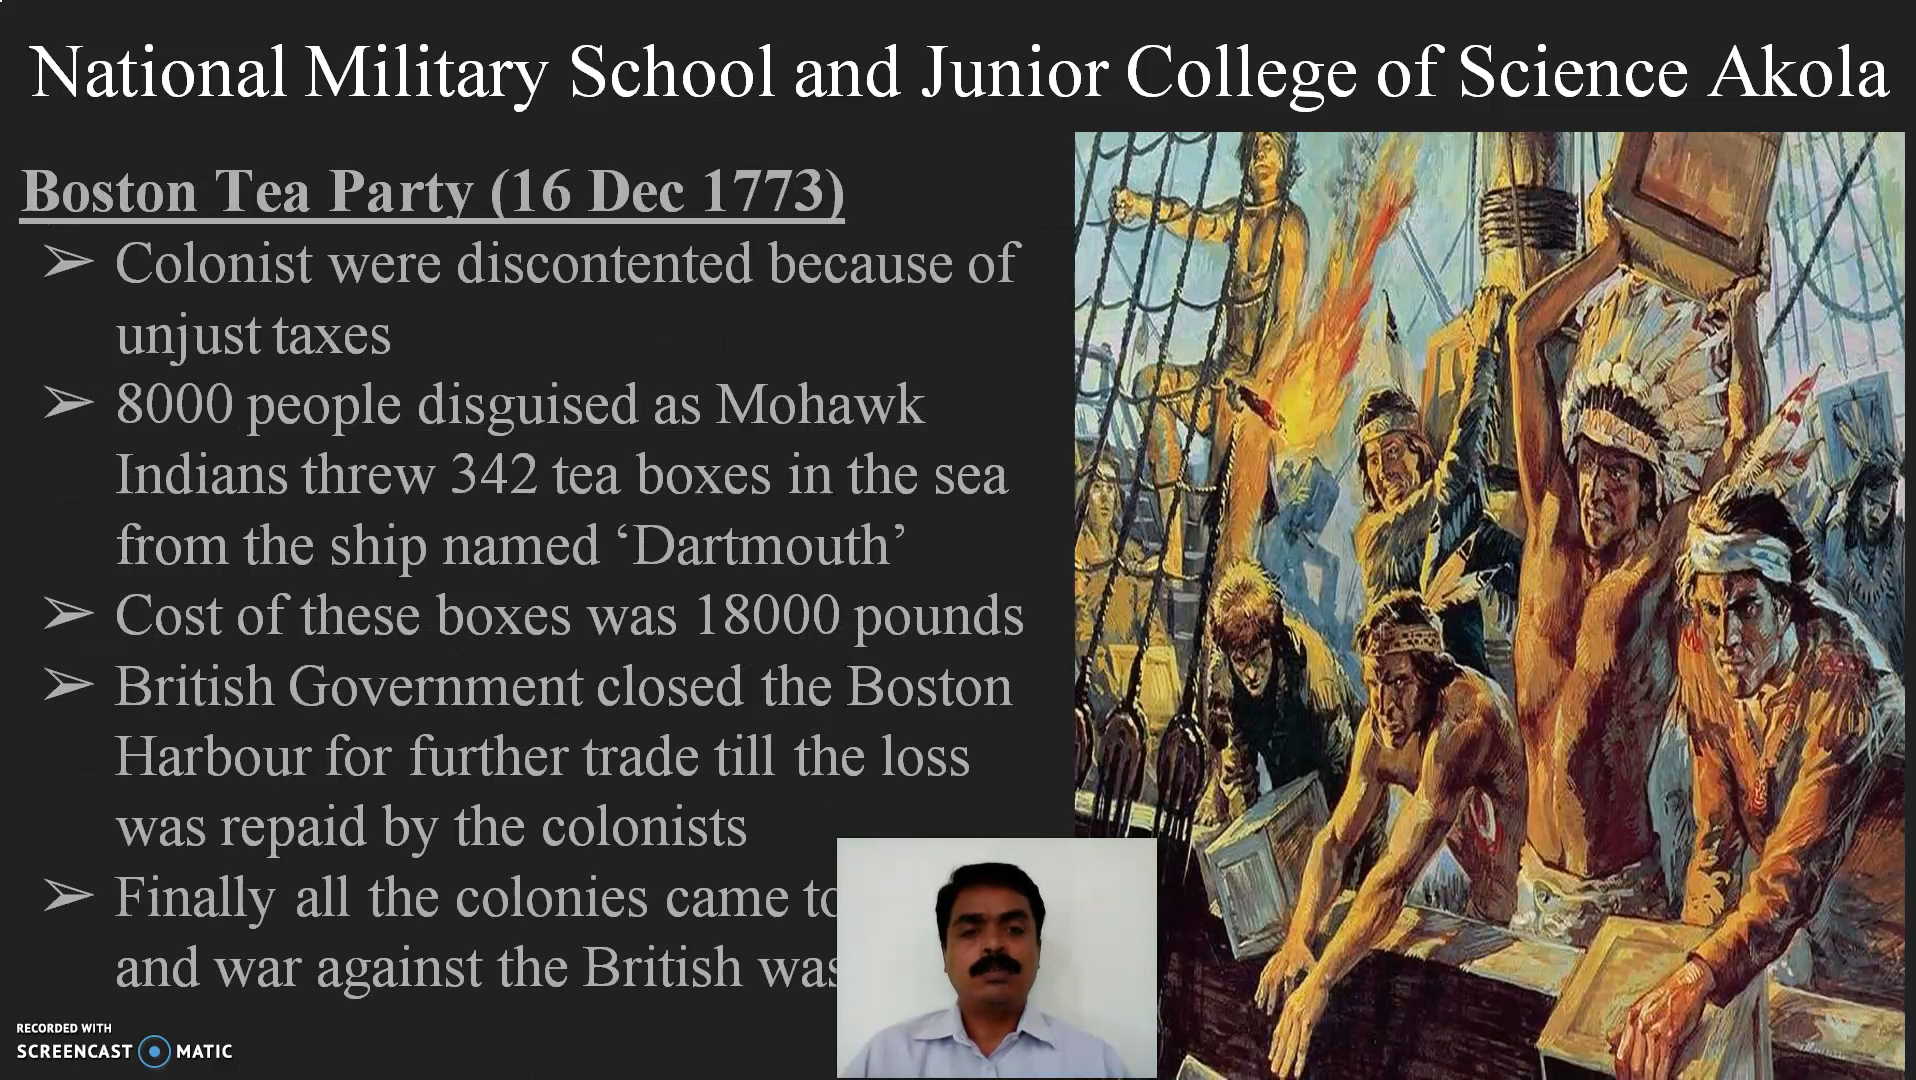 National Military School and Junior College of Science Akola
Boston Tea Party (16 Dec 1773)
➢ Colonist were discontented because of
unjust taxes
➢ 8000 people disguised as Mohawk
Indians threw 342 tea boxes in the sea
from the ship named ‘Dartmouth’
➢ Cost of these boxes was 18000 pounds
➢ British Government closed the Boston
Harbour for further trade till the loss
was repaid by the colonists
➢ Finally all the colonies came
and war against the British was
RECORDED WITH
SCREENCAST MATIC